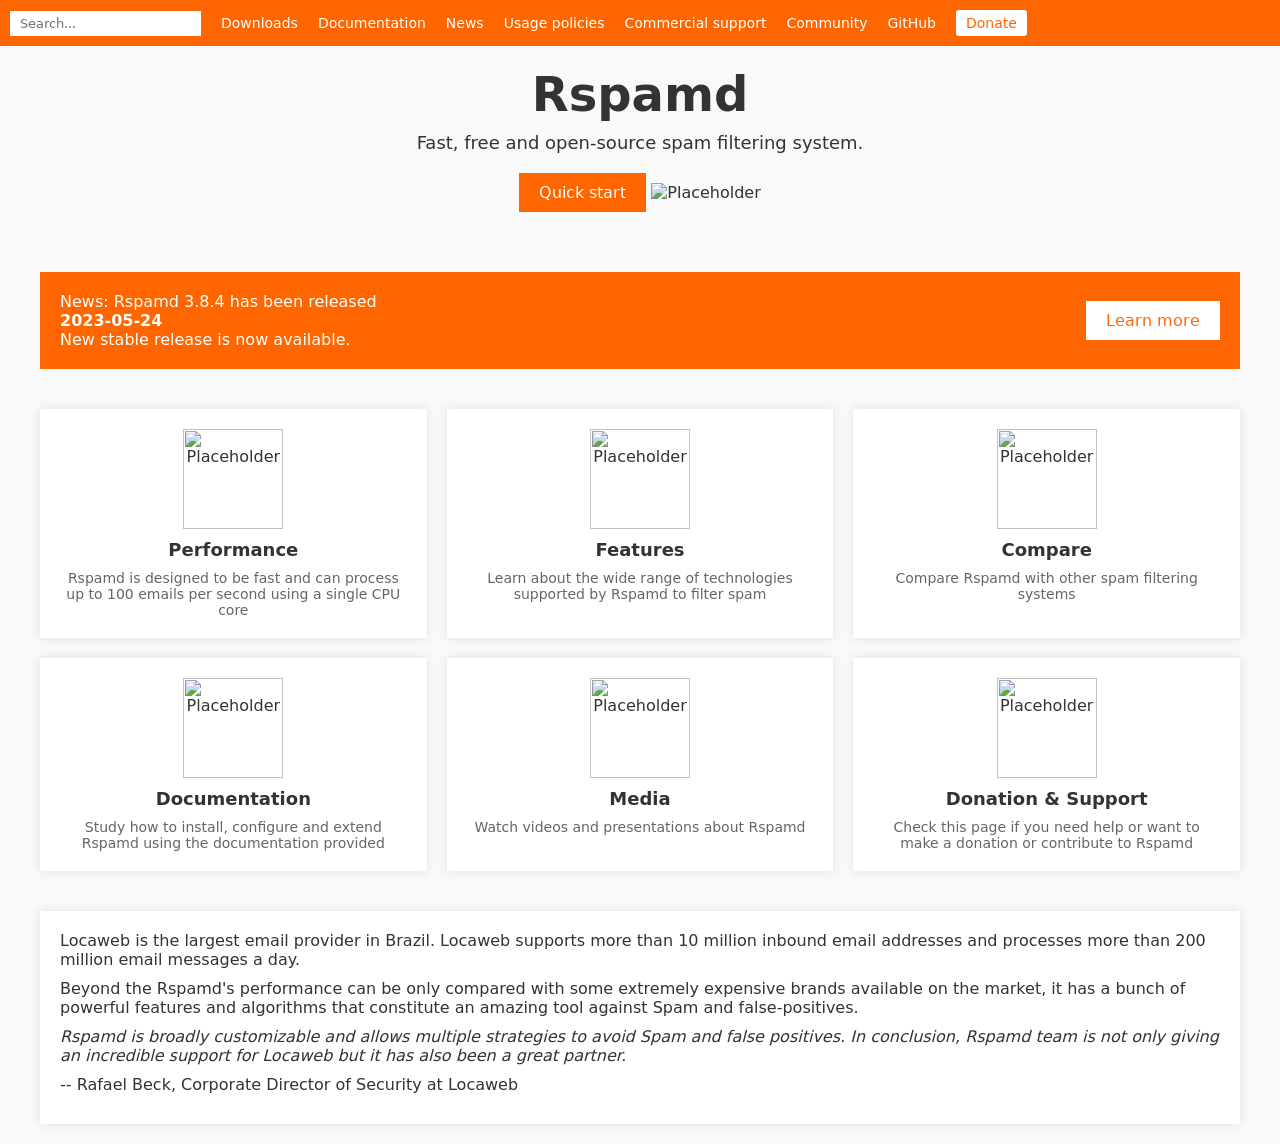 Search...
Downloads
Documentation
News
Usage policies
Commercial support
Community
GitHub
Donate
Rspamd
Fast, free and open-source spam filtering system.
Quick start
Placeholder
News: Rspamd 3.8.4 has been released
2023-05-24
New stable release is now available.
Learn more
Placeholder
Performance
Rspamd is designed to be fast and can process
up to 100 emails per second using a single CPU
core
Placeholder
Features
Learn about the wide range of technologies
supported by Rspamd to filter spam
Placeholder
Compare
Compare Rspamd with other spam filtering
systems
Placeholder
Documentation
Study how to install, configure and extend
Rspamd using the documentation provided
Placeholder
Media
Watch videos and presentations about Rspamd
Placeholder
Donation & Support
Check this page if you need help or want to
make a donation or contribute to Rspamd
Locaweb is the largest email provider in Brazil. Locaweb supports more than 10 million inbound email addresses and processes more than 200
million email messages a day.
Beyond the Rspamd's performance can be only compared with some extremely expensive brands available on the market, it has a bunch of
powerful features and algorithms that constitute an amazing tool against Spam and false-positives.
Rspamd is broadly customizable and allows multiple strategies to avoid Spam and false positives. In conclusion, Rspamd team is not only giving
an incredible support for Locaweb but it has also been a great partner.
-- Rafael Beck, Corporate Director of Security at Locaweb